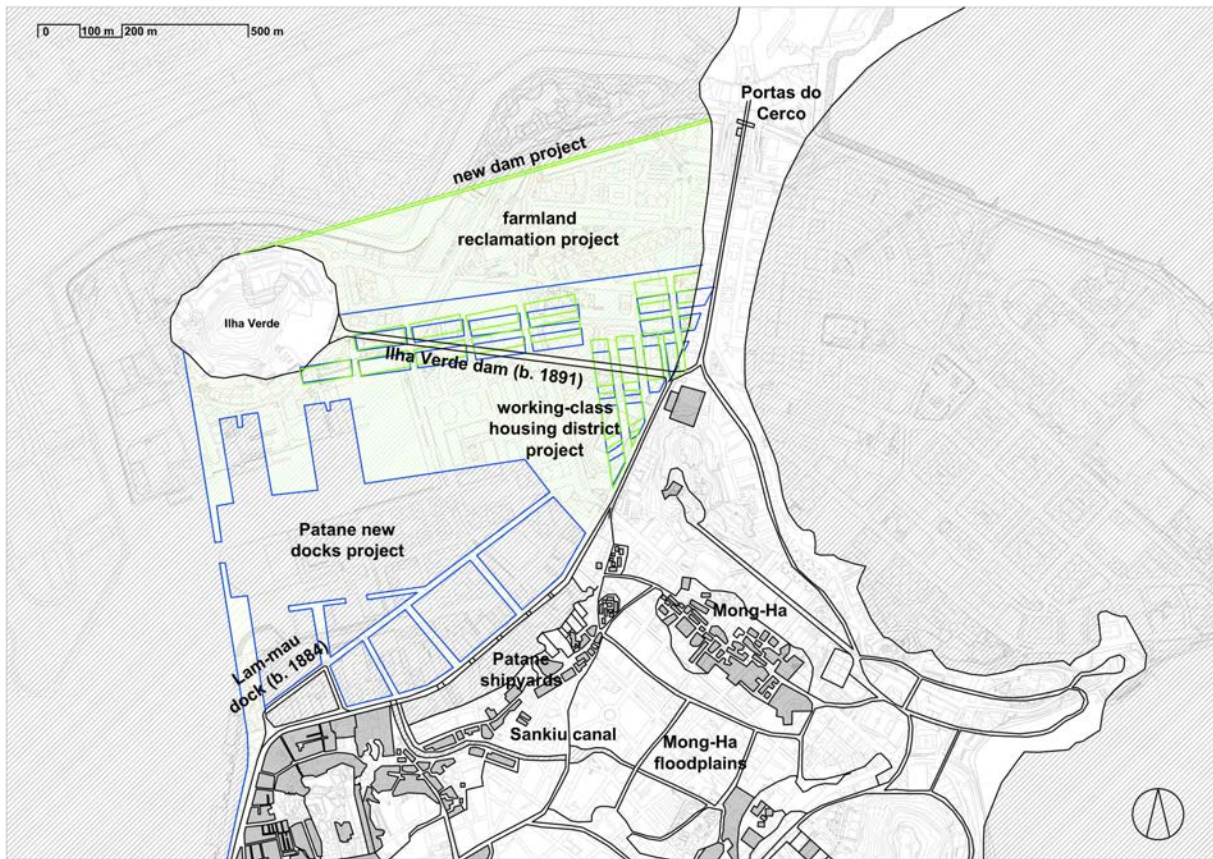 0 100 m 200 m 500 m
Portas do
Cerco
new dam project
farmland
reclamation project
Ilha Verde
Ilha Verde dam (b. 1891)
working-class
housing district
project
Patane new
docks project
Mong-Ha
Lam-mau
dock (b. 1884)
Patane
shipyards
Sankiu canal
Mong-Ha
floodplains